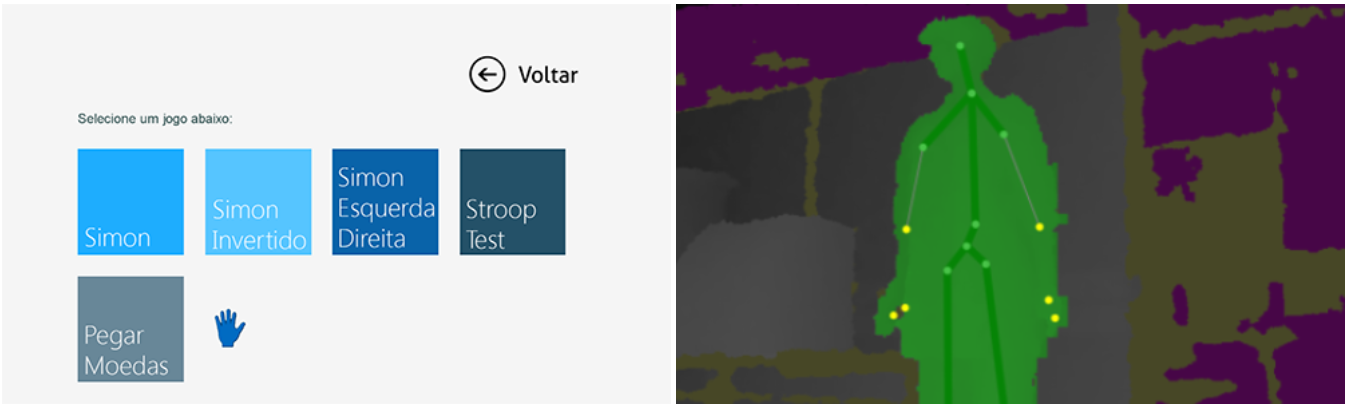 Voltar
Selecione um jogo abaixo:
Simon
Simon
Invertido
Simon
Esquerda
Direita
Stroop
Test
Pegar
Moedas